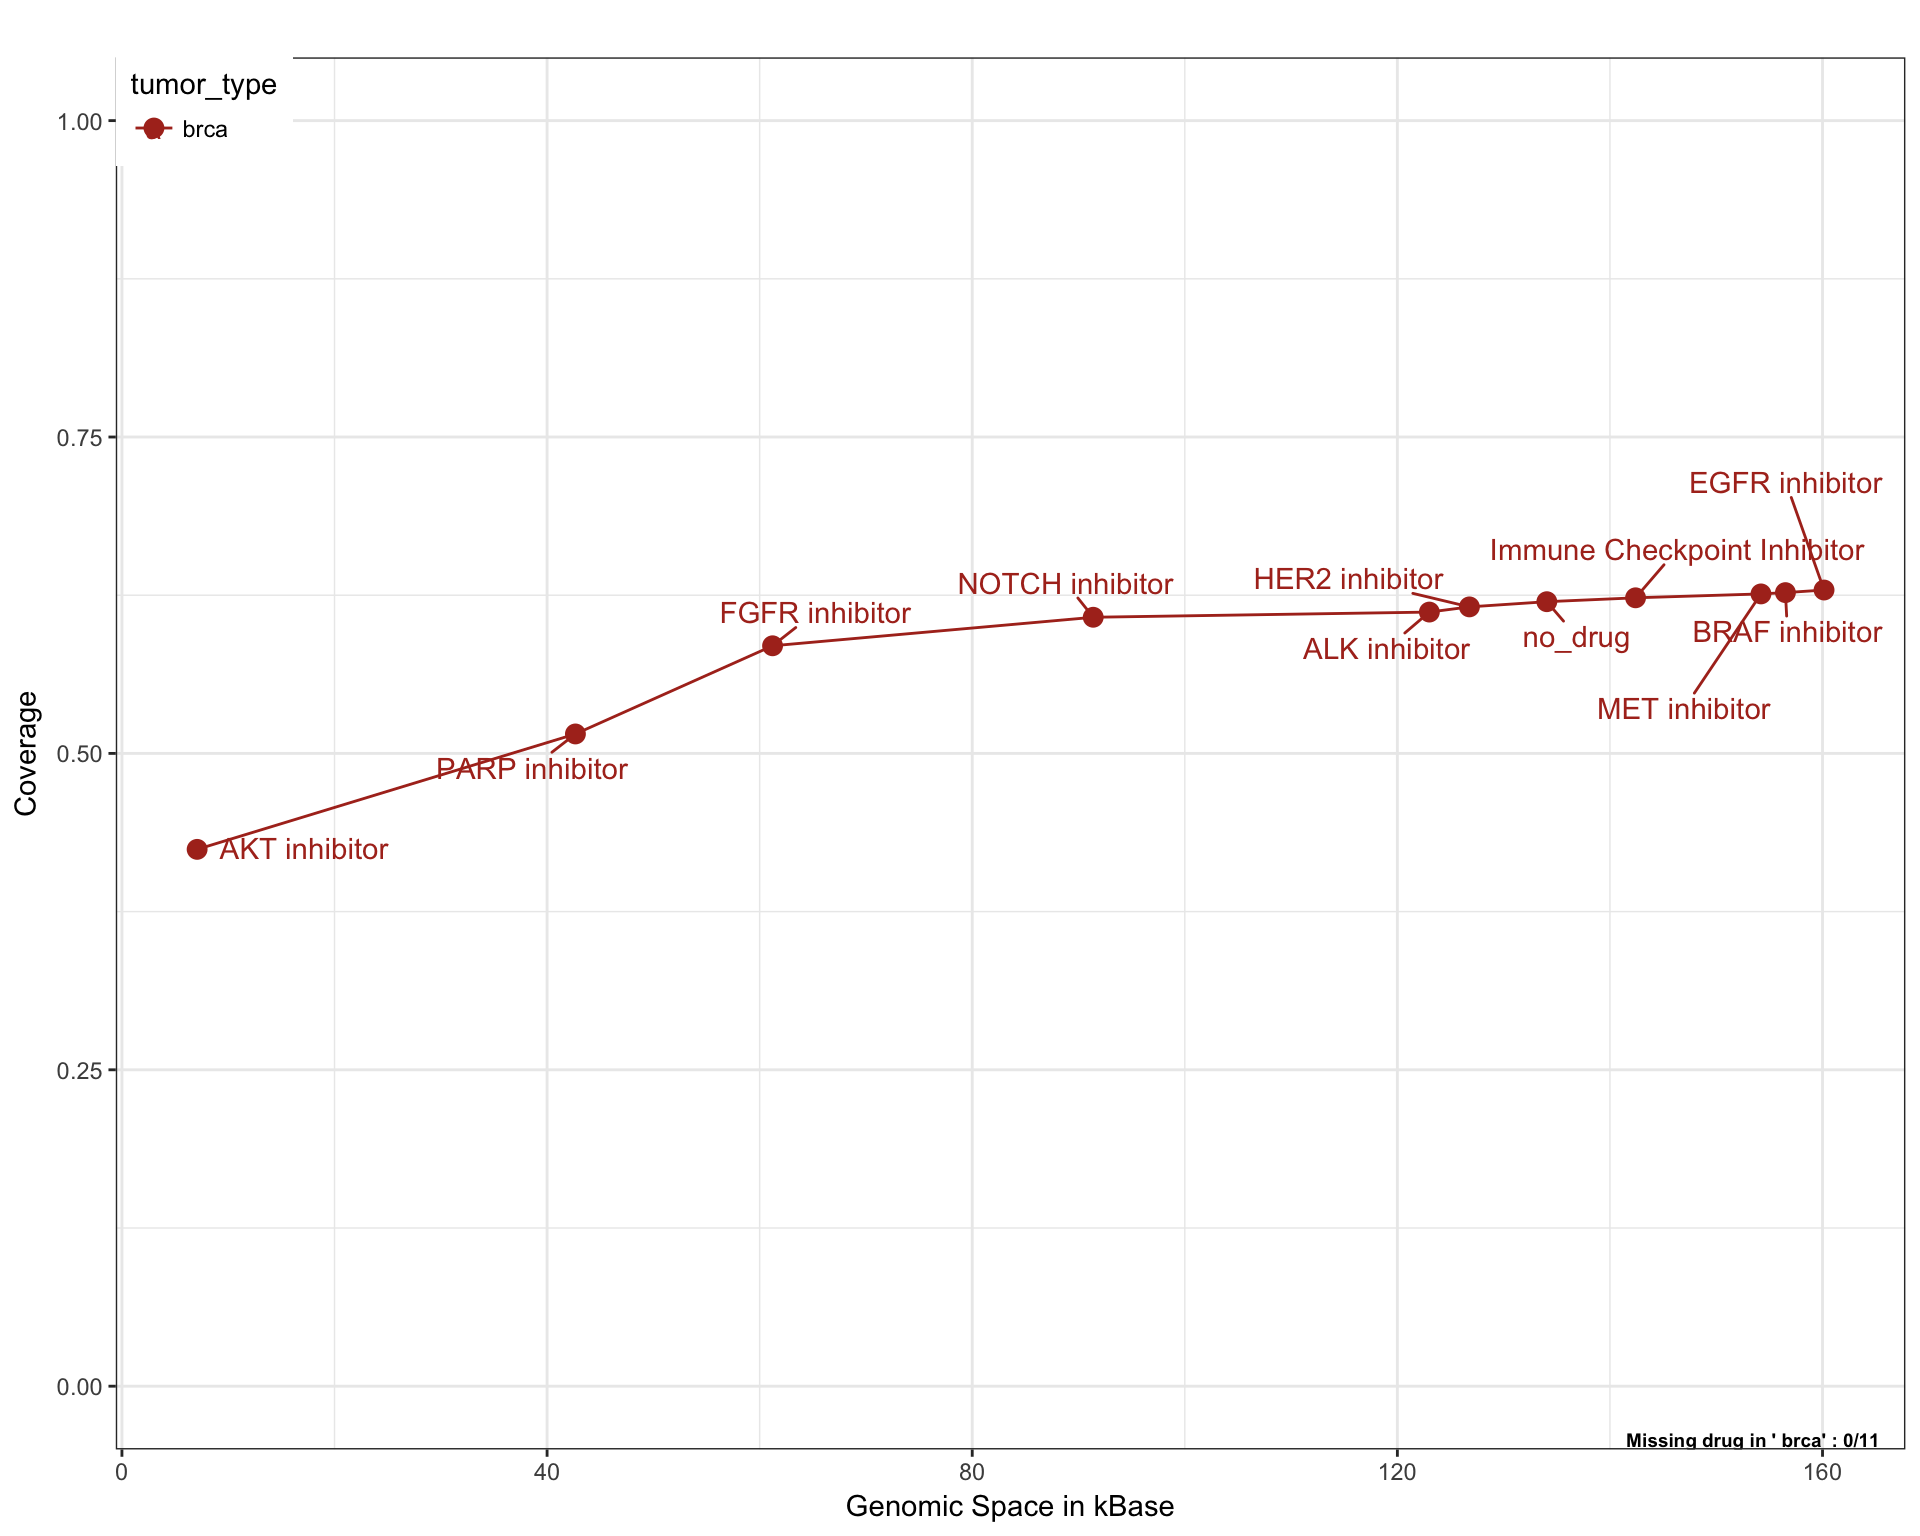 tumor_type
brca
1.00
0.75
0.50
0.25
0.00
Coverage
EGFR inhibitor
Immune Checkpoint Inhibitor
HER2 inhibitor
NOTCH inhibitor
FGFR inhibitor
BRAF inhibitor
no_drug
ALK inhibitor
MET inhibitor
PARP inhibitor
AKT inhibitor
Missing drug in ' brca' : 0/11
0
40
80
120
160
Genomic Space in kBase